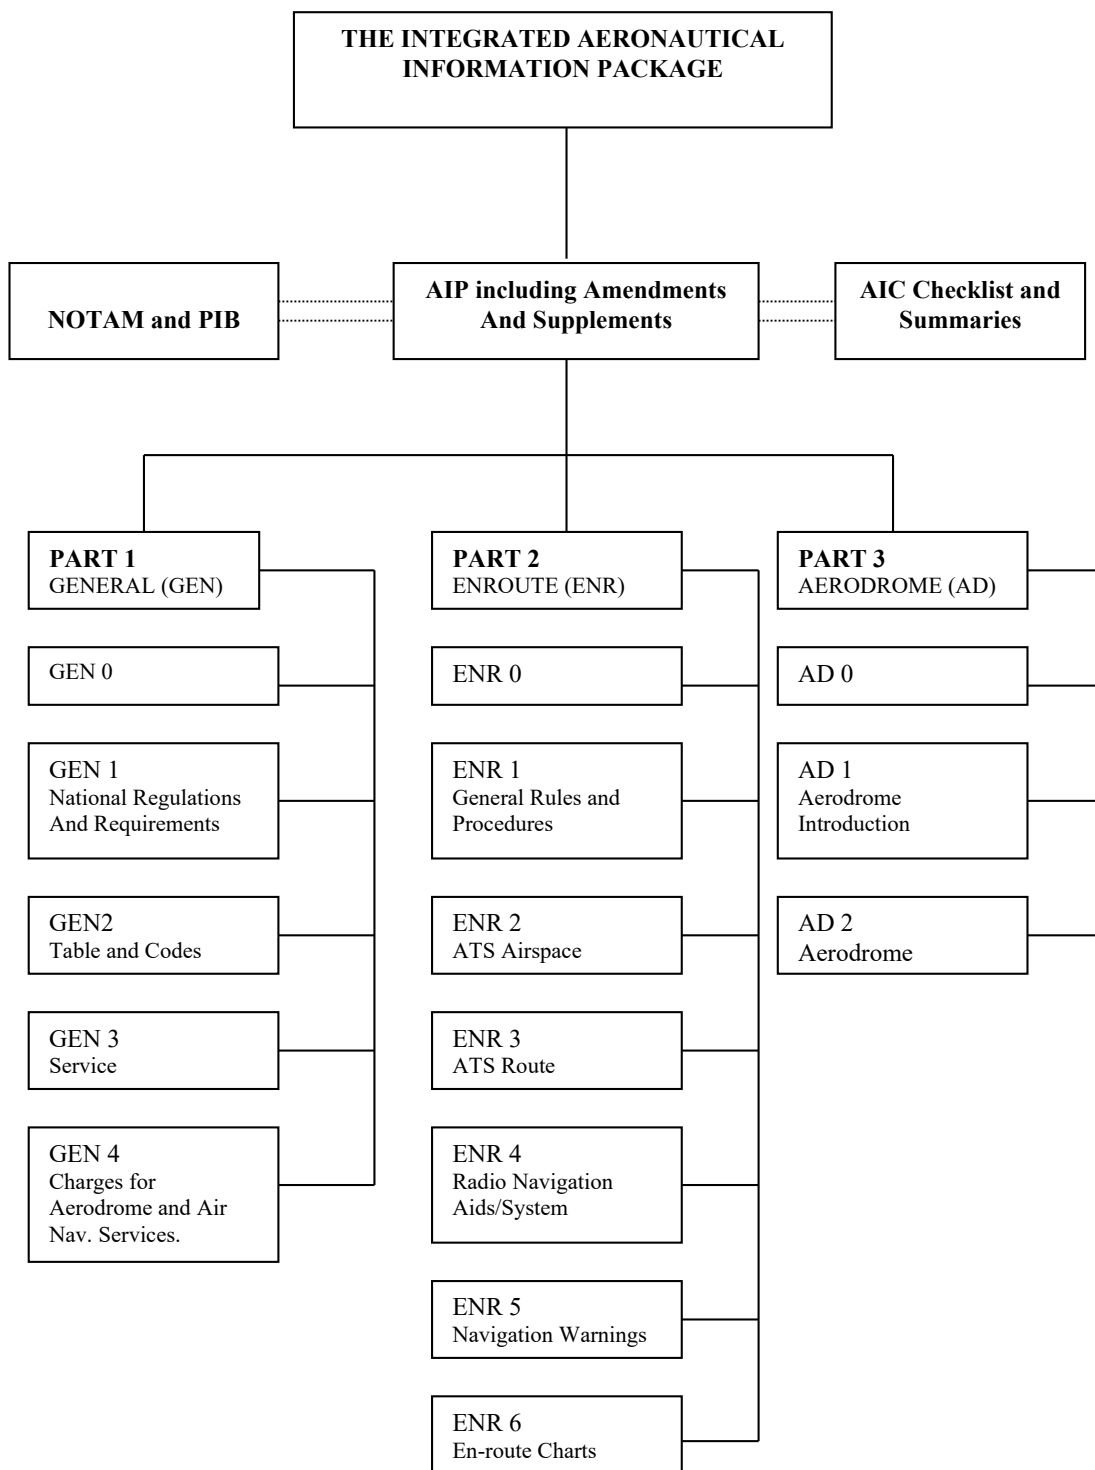 THE INTEGRATED AERONAUTICAL
INFORMATION PACKAGE
NOTAM and PIB
AIP including Amendments
And Supplements
AIC Checklist and
Summaries
PART 1
GENERAL (GEN)
GEN 0
GEN 1
National Regulations
And Requirements
GEN2
Table and Codes
GEN 3
Service
GEN 4
Charges for
Aerodrome and Air
Nav. Services.
PART 2
ENROUTE (ENR)
ENR 0
ENR 1
General Rules and
Procedures
ENR 2
ATS Airspace
ENR 3
ATS Route
ENR 4
Radio Navigation
Aids/System
ENR 5
Navigation Warnings
ENR 6
En-route Charts
PART 3
AERODROME (AD)
AD 0
AD 1
Aerodrome
Introduction
AD 2
Aerodrome